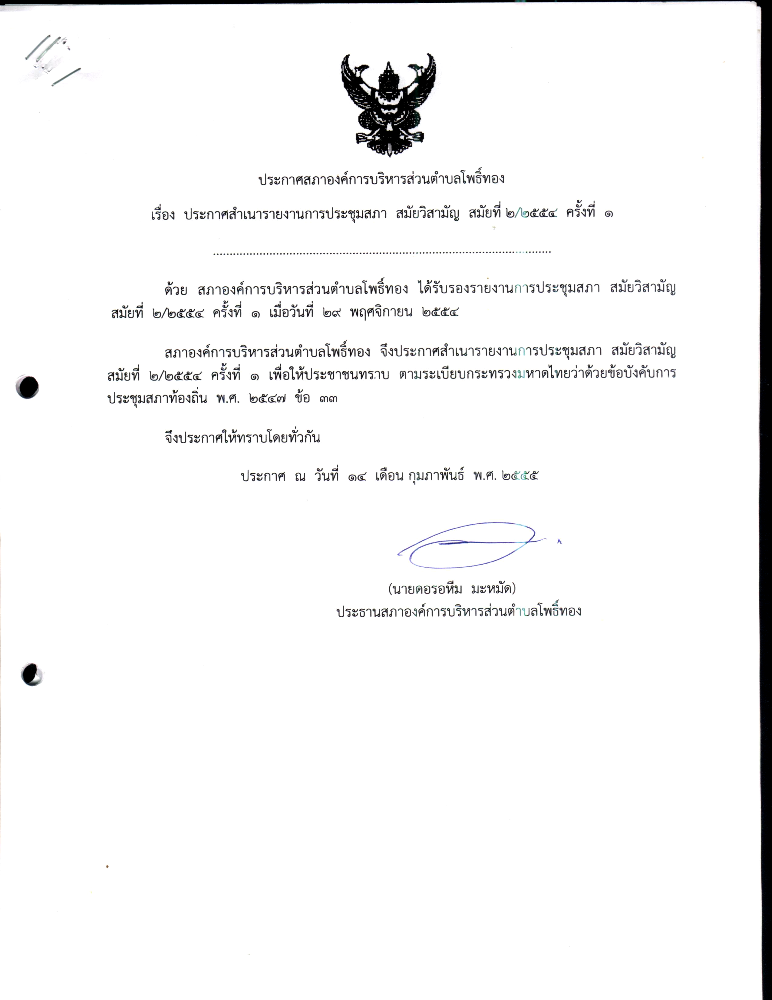 ประกาศสภาองค์การบริหารส่วนตำบลโพธิ์ทอง
เรื่อง ประกาศสำเนารายงานการประชุมสภา สมัยวิสามัญ สมัยที่ ๒/๒๕๕๔ ครั้งที่ ๑
ด้วย สภาองค์การบริหารส่วนตำบลโพธิ์ทอง ได้รับรองรายงานการประชุมสภา สมัยวิสามัญ
สมัยที่ ๒/๒๕๕๔ ครั้งที่ ๑ เมื่อวันที่ ๒๙ พฤศจิกายน ๒๕๕๔
สภาองค์การบริหารส่วนตำบลโพธิ์ทอง จึงประกาศสำเนารายงานการประชุมสภา สมัยวิสามัญ
สมัยที่ ๒/๒๕๕๔ ครั้งที่ ๑ เพื่อให้ประชาชนทราบ ตามระเบียบกระทรวงมหาดไทยว่าด้วยข้อบังคับการ
ประชุมสภาท้องถิ่น พ.ศ. ๒๕๔๗ ข้อ ๓๓
จึงประกาศให้ทราบโดยทั่วกัน
ประกาศ ณ วันที่ ๑๔ เดือน กุมภาพันธ์ พ.ศ. ๒๕๕๕
(นายดอรอหีม มะหมัด)
ประธานสภาองค์การบริหารส่วนตำบลโพธิ์ทอง